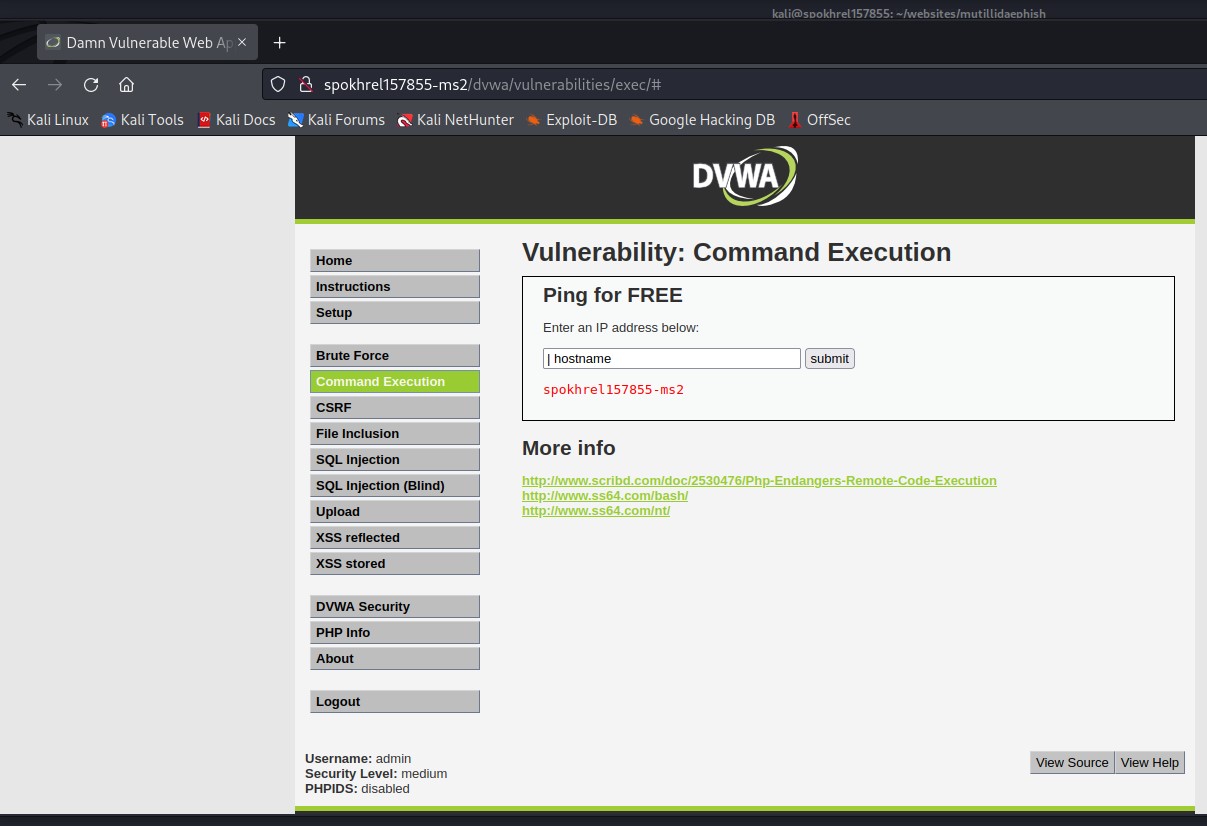 kali@spokhrel157855: ~/websites/mutillidaephish
Damn Vulnerable Web Ap
spokhrel157855-ms2/dvwa/vulnerabilities/exec/#
Kali Linux Kali Tools Kali Docs Kali Forums Kali NetHunter Exploit-DB Google Hacking DB OffSec
DVWA
Home
Instructions
Setup
Brute Force
Command Execution
CSRF
File Inclusion
SQL Injection
SQL Injection (Blind)
Upload
XSS reflected
XSS stored
DVWA Security
PHP Info
About
Logout
Vulnerability: Command Execution
Ping for FREE
Enter an IP address below:
| hostname submit
spokhrel157855-ms2
More info
http://www.scribd.com/doc/2530476/Php-Endangers-Remote-Code-Execution
http://www.ss64.com/bash/
http://www.ss64.com/nt/
Username: admin
Security Level: medium
PHPIDS: disabled
View Source View Help